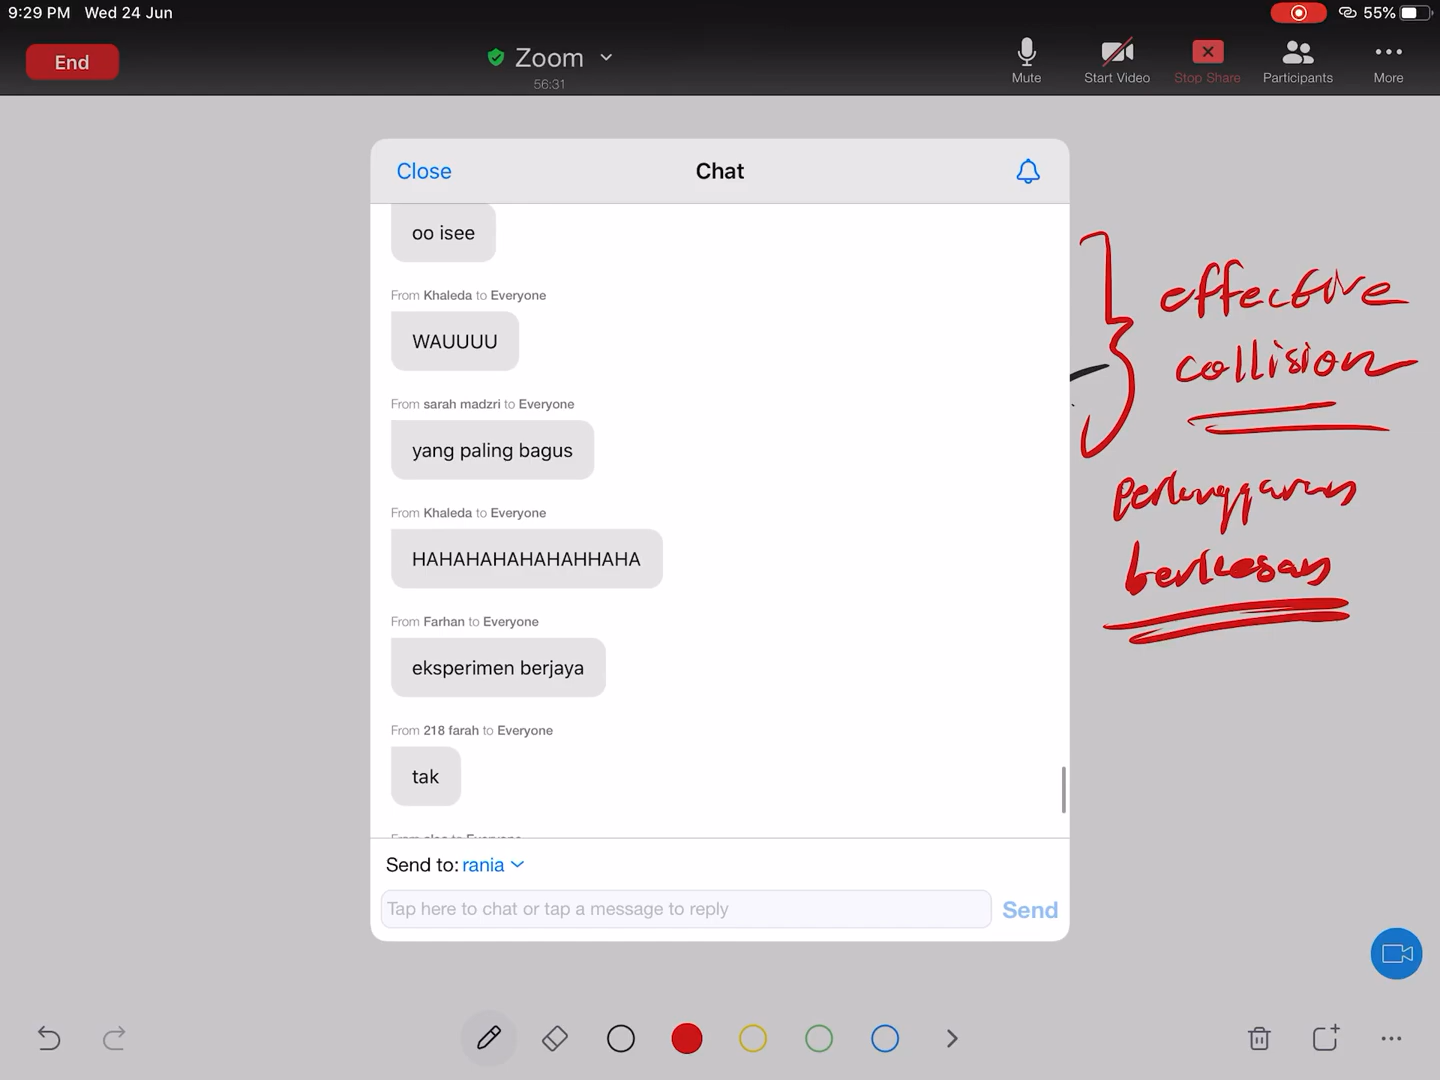 9:29 PM Wed 24 Jun
55%
End
Zoom
56:31
Mute
Start Video
Stop Share
Participants
More
Close
Chat
oo isee
From Khaleda to Everyone
WAUUUU
From sarah madzri to Everyone
yang paling bagus
From Khaleda to Everyone
HAHAHAHAHAHAHHAHA
From Farhan to Everyone
eksperimen berjaya
From 218 farah to Everyone
tak
Send to: rania
Tap here to chat or tap a message to reply
Send
effective
collision
perlanggaran
berkesan